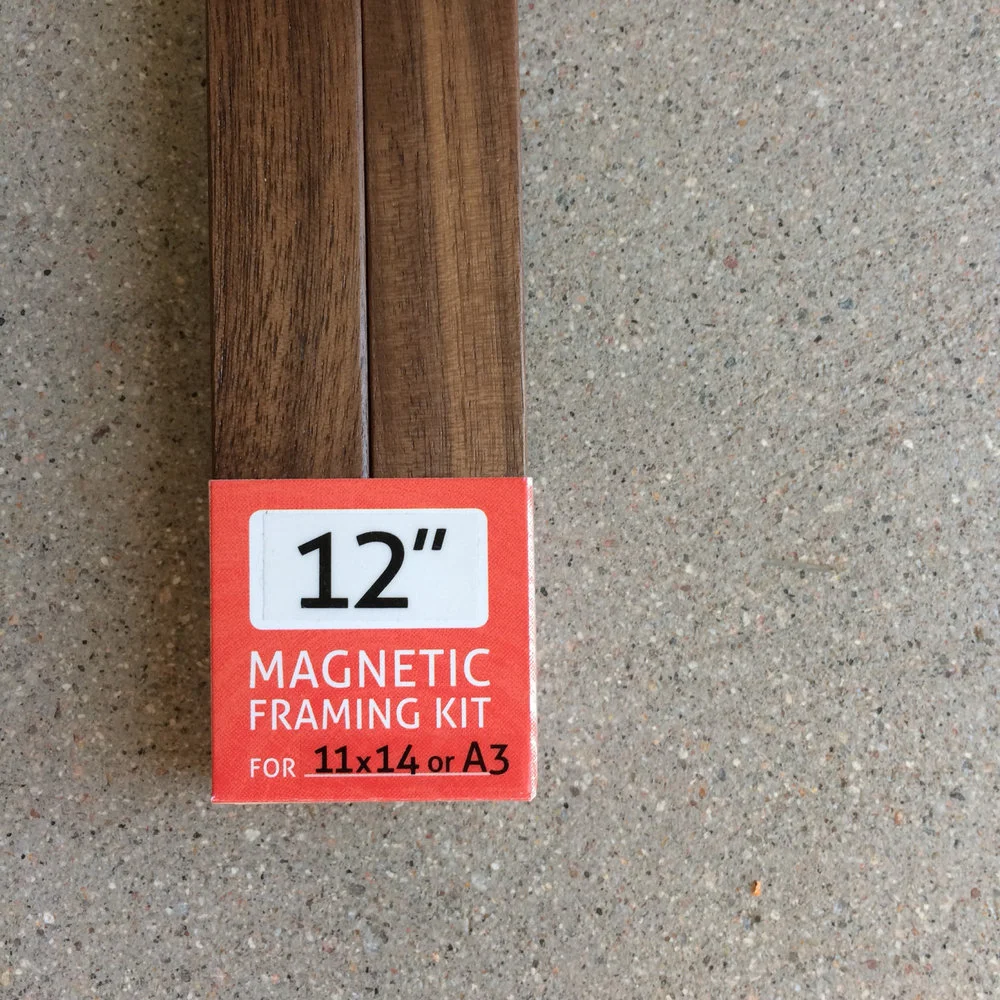 12"
MAGNETIC
FRAMING KIT
FOR 11x14 or A3